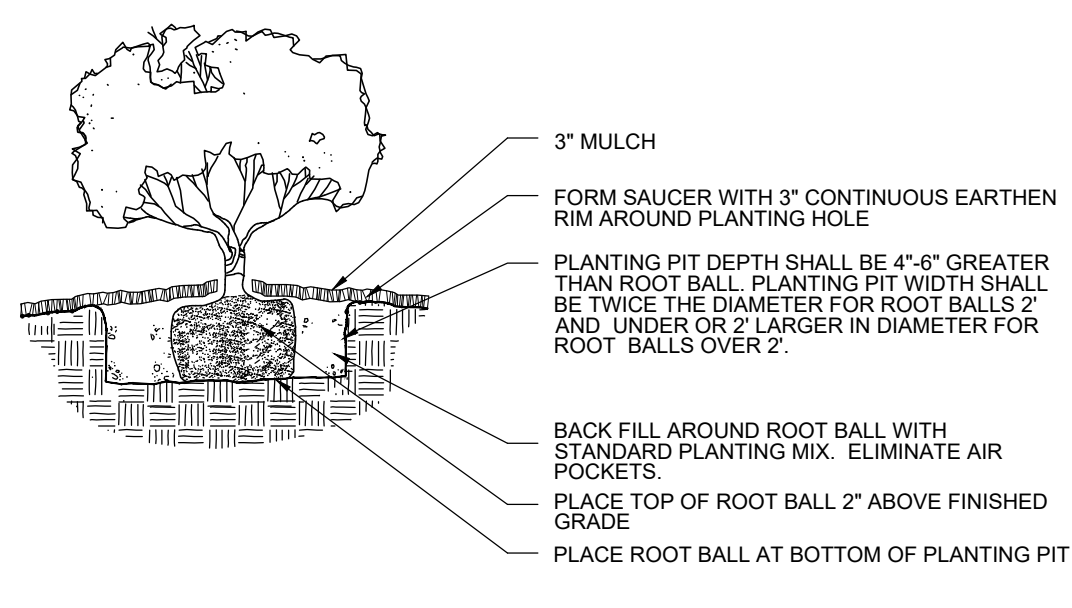 3" MULCH
FORM SAUCER WITH 3" CONTINUOUS EARTHEN
RIM AROUND PLANTING HOLE
PLANTING PIT DEPTH SHALL BE 4"-6" GREATER
THAN ROOT BALL. PLANTING PIT WIDTH SHALL
BE TWICE THE DIAMETER FOR ROOT BALLS 2'
AND UNDER OR 2' LARGER IN DIAMETER FOR
ROOT BALLS OVER 2'.
BACK FILL AROUND ROOT BALL WITH
STANDARD PLANTING MIX. ELIMINATE AIR
POCKETS.
PLACE TOP OF ROOT BALL 2" ABOVE FINISHED
GRADE
PLACE ROOT BALL AT BOTTOM OF PLANTING PIT